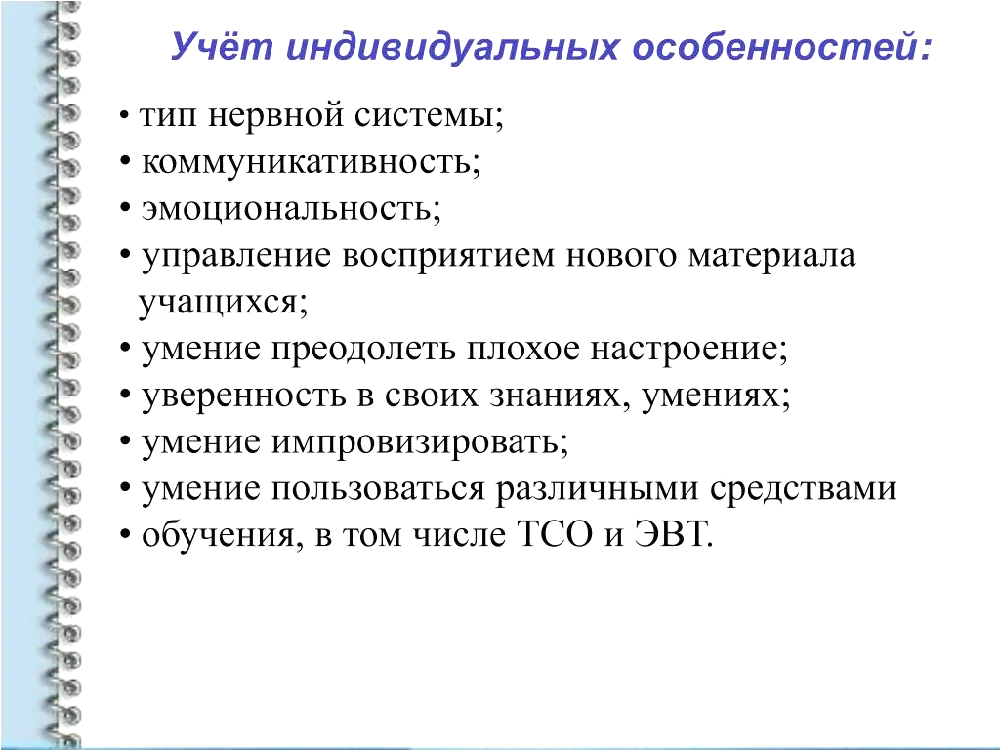 Учёт индивидуальных особенностей:
• тип нервной системы;
• коммуникативность;
• эмоциональность;
• управление восприятием нового материала
учащихся;
• умение преодолеть плохое настроение;
• уверенность в своих знаниях, умениях;
• умение импровизировать;
• умение пользоваться различными средствами
• обучения, в том числе ТСО и ЭВТ.